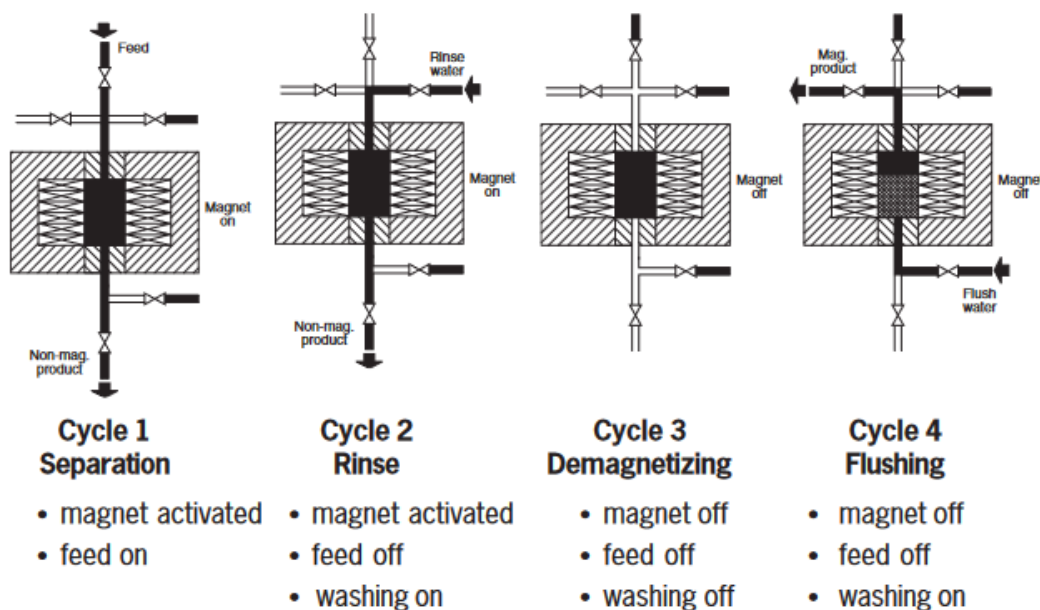 Feed
Magnet
on
Non-mag.
product
Rinse
water
Magnet
on
Non-mag.
product
Magnet
off
Mag.
product
Magnet
off
Flush
water
Cycle 1
Separation
• magnet activated
• feed on
Cycle 2
Rinse
• magnet activated
• feed off
• washing on
Cycle 3
Demagnetizing
• magnet off
• feed off
• washing off
Cycle 4
Flushing
• magnet off
• feed off
• washing on